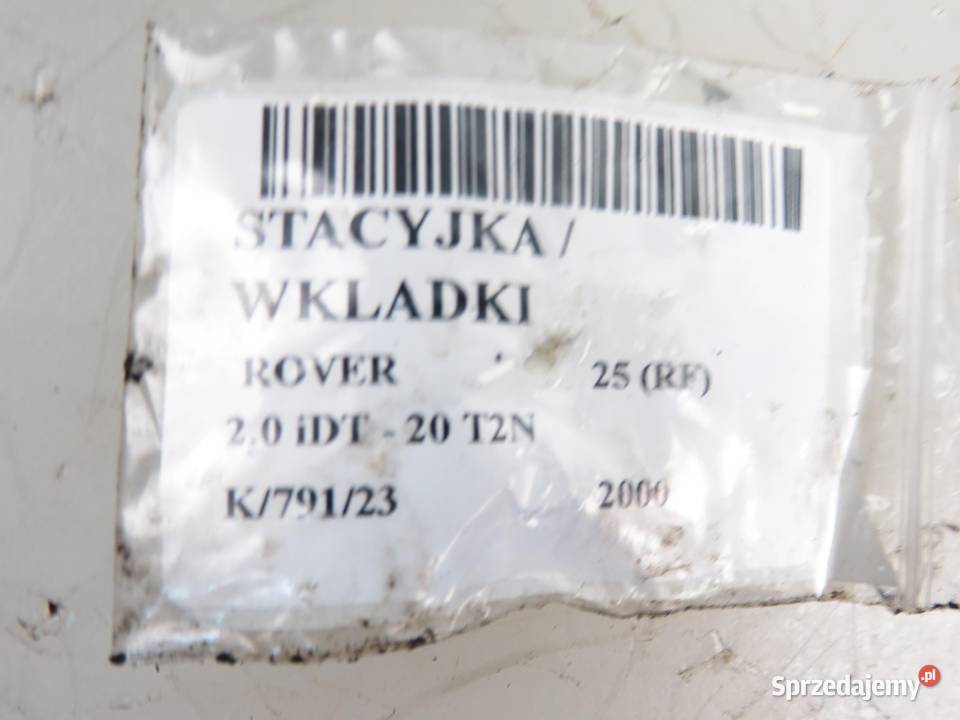 STACYJKA /
WKLADKI
ROVER 25 (RF)
2.0 iDT - 20 T2N
K/791/23 2000
Sprzedajemy.pl